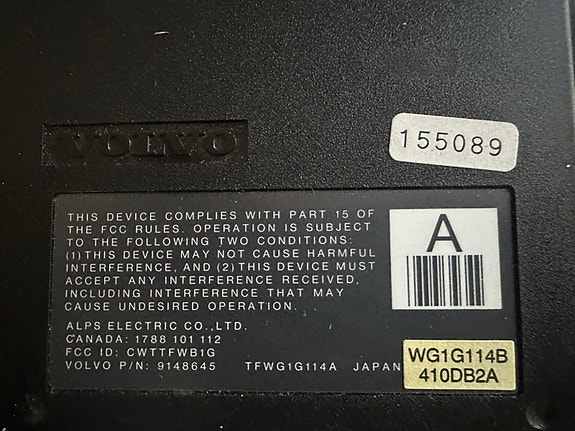 VOLVO
155089
THIS DEVICE COMPLIES WITH PART 15 OF
THE FCC RULES. OPERATION IS SUBJECT
TO THE FOLLOWING TWO CONDITIONS:
(1) THIS DEVICE MAY NOT CAUSE HARMFUL
INTERFERENCE, AND (2) THIS DEVICE MUST
ACCEPT ANY INTERFERENCE RECEIVED,
INCLUDING INTERFERENCE THAT MAY
CAUSE UNDESIRED OPERATION.
A
ALPS ELECTRIC CO.,LTD.
CANADA: 1788 101 112
FCC ID: CWTTFWB1G
VOLVO P/N: 9148645 TFWG1G114A JAPAN
WG1G114B
410DB2A